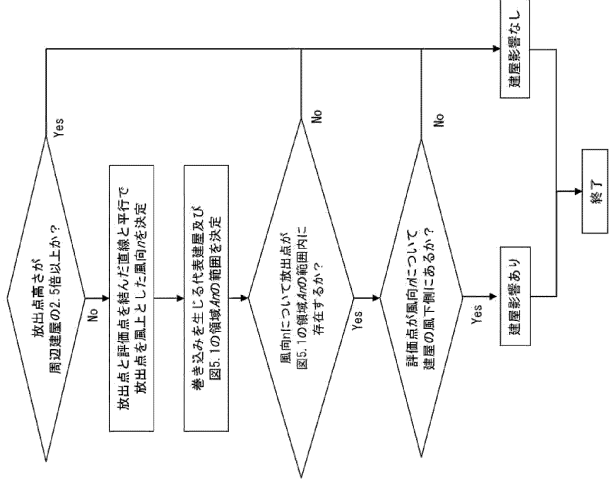 放出点高さが
周辺建屋の2.5倍以上か?
Yes
No
放出点と評価点を結んだ直線と平行で
放出点を風上とした風向nを決定
巻き込みを生じる代表建屋及び
図5.1の領域Anの範囲を決定
風向nについて放出点が
図5.1の領域Anの範囲内に
存在するか?
No
Yes
評価点が風向nについて
建屋の風下側にあるか?
No
Yes
建屋影響あり
建屋影響なし
終了